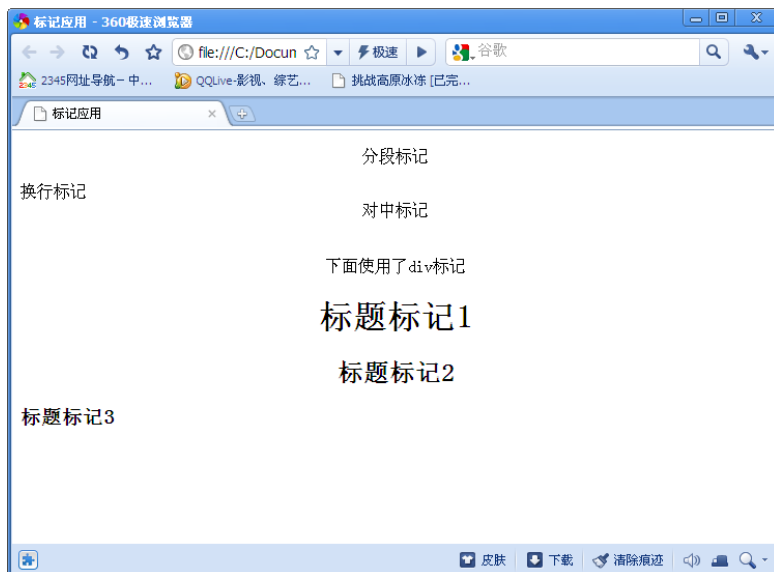 标记应用 - 360极速浏览器
file:///C:/Docun
极速
谷歌
2345网址导航－中...
QQLive-影视、综艺...
挑战高原冰冻 [已完...
标记应用
分段标记
换行标记
对中标记
下面使用了div标记
标题标记1
标题标记2
标题标记3
皮肤
下载
清除痕迹